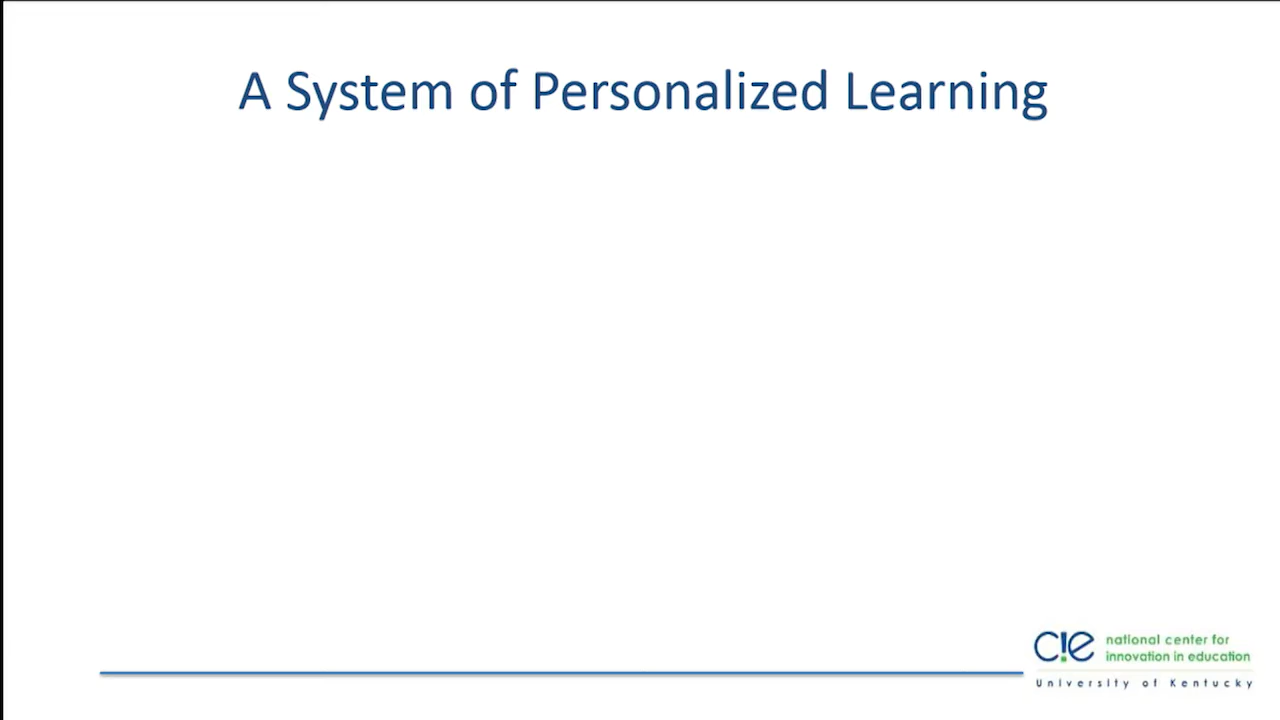 A System of Personalized Learning
c!e
national center for
innovation in education
University of Kentucky